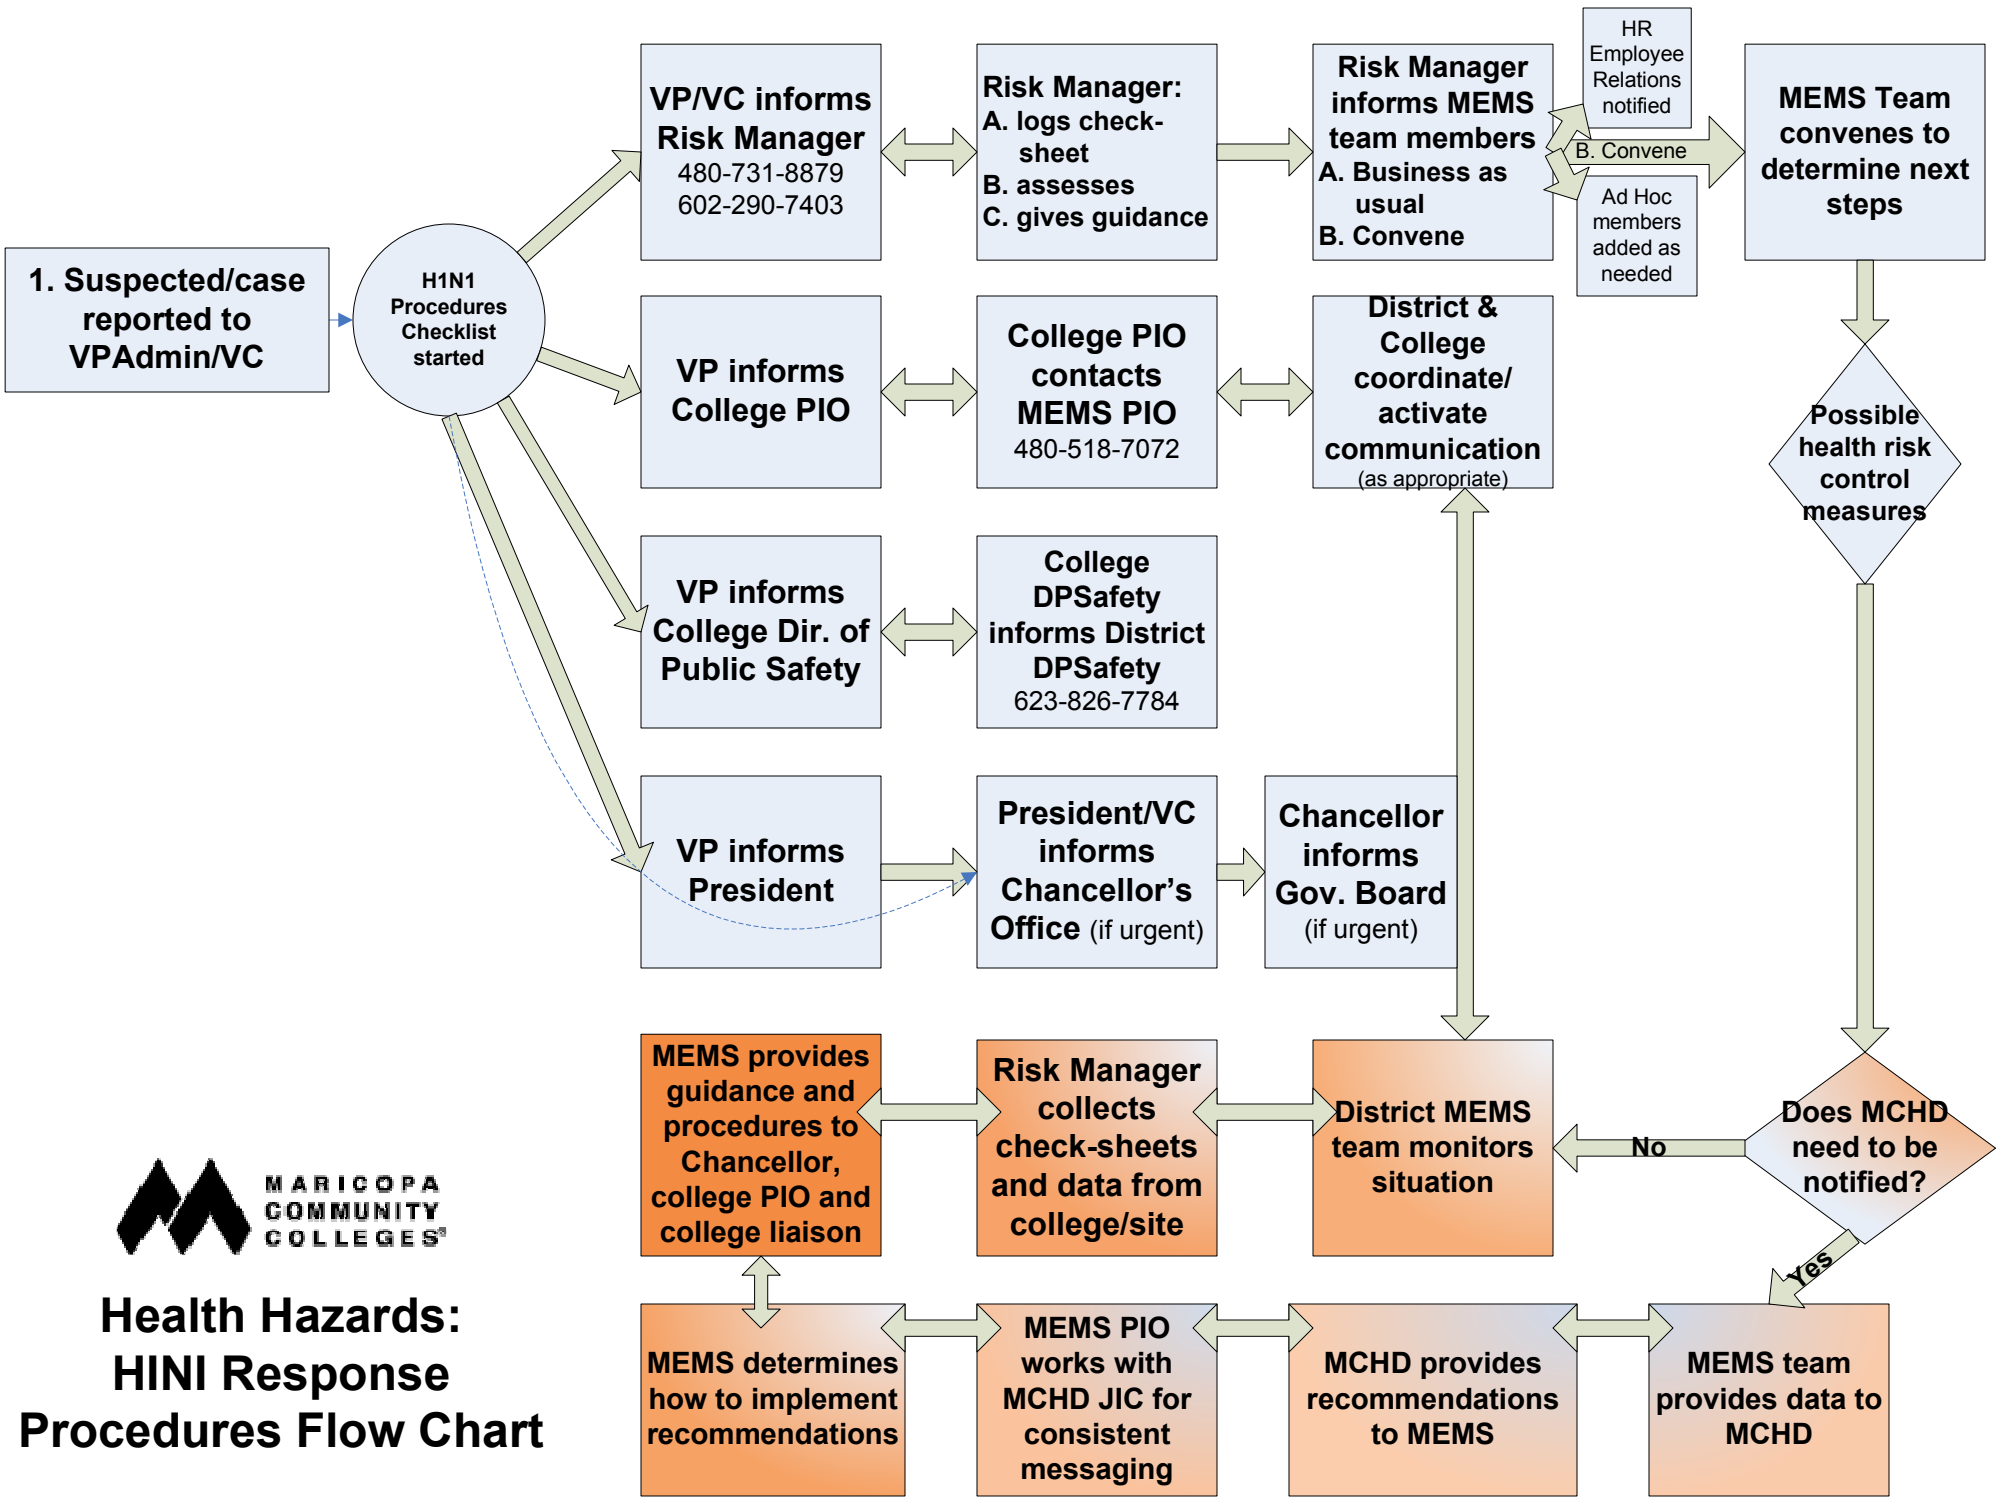 1. Suspected/case
reported to
VPAdmin/VC
H1N1
Procedures
Checklist
started
VP/VC informs
Risk Manager
480-731-8879
602-290-7403
Risk Manager:
A. logs check-
sheet
B. assesses
C. gives guidance
Risk Manager
informs MEMS
team members
A. Business as
usual
B. Convene
HR
Employee
Relations
notified
B. Convene
Ad Hoc
members
added as
needed
MEMS Team
convenes to
determine next
steps
VP informs
College PIO
College PIO
contacts
MEMS PIO
480-518-7072
District &
College
coordinate/
activate
communication
(as appropriate)
Possible
health risk
control
measures
VP informs
College Dir. of
Public Safety
College
DPSafety
informs District
DPSafety
623-826-7784
VP informs
President
President/VC
informs
Chancellor's
Office (if urgent)
Chancellor
informs
Gov. Board
(if urgent)
MEMS provides
guidance and
procedures to
Chancellor,
college PIO and
college liaison
Risk Manager
collects
check-sheets
and data from
college/site
District MEMS
team monitors
situation
No
Does MCHD
need to be
notified?
Yes
MEMS determines
how to implement
recommendations
MEMS PIO
works with
MCHD JIC for
consistent
messaging
MCHD provides
recommendations
to MEMS
MEMS team
provides data to
MCHD
MARICOPA
COMMUNITY
COLLEGES
Health Hazards:
HINI Response
Procedures Flow Chart